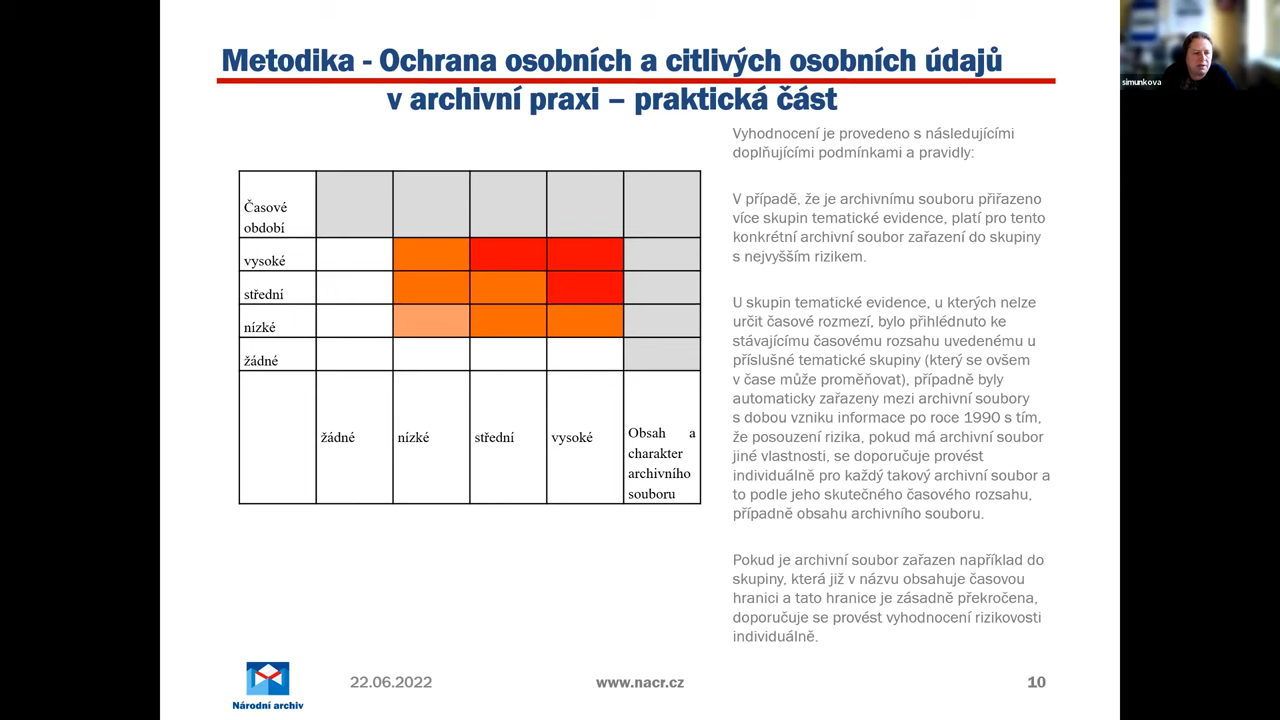 Metodika - Ochrana osobních a citlivých osobních údajů
v archivní praxi – praktická část
simunkova
Časové
období
vysoké
střední
nízké
žádné
žádné
nízké
střední
vysoké
Obsah a
charakter
archivního
souboru
Vyhodnocení je provedeno s následujícími
doplňujícími podmínkami a pravidly:
V případě, že je archivnímu souboru přiřazeno
více skupin tematické evidence, platí pro tento
konkrétní archivní soubor zařazení do skupiny
s nejvyšším rizikem.
U skupin tematické evidence, u kterých nelze
určit časové rozmezí, bylo přihlédnuto ke
stávajícímu časovému rozsahu uvedenému u
příslušné tematické skupiny (který se ovšem
v čase může proměňovat), případně byly
automaticky zařazeny mezi archivní soubory
s dobou vzniku informace po roce 1990 s tím,
že posouzení rizika, pokud má archivní soubor
jiné vlastnosti, se doporučuje provést
individuálně pro každý takový archivní soubor a
to podle jeho skutečného časového rozsahu,
případně obsahu archivního souboru.
Pokud je archivní soubor zařazen například do
skupiny, která již v názvu obsahuje časovou
hranici a tato hranice je zásadně překročena,
doporučuje se provést vyhodnocení rizikovosti
individuálně.
Národní archiv
22.06.2022
www.nacr.cz
10